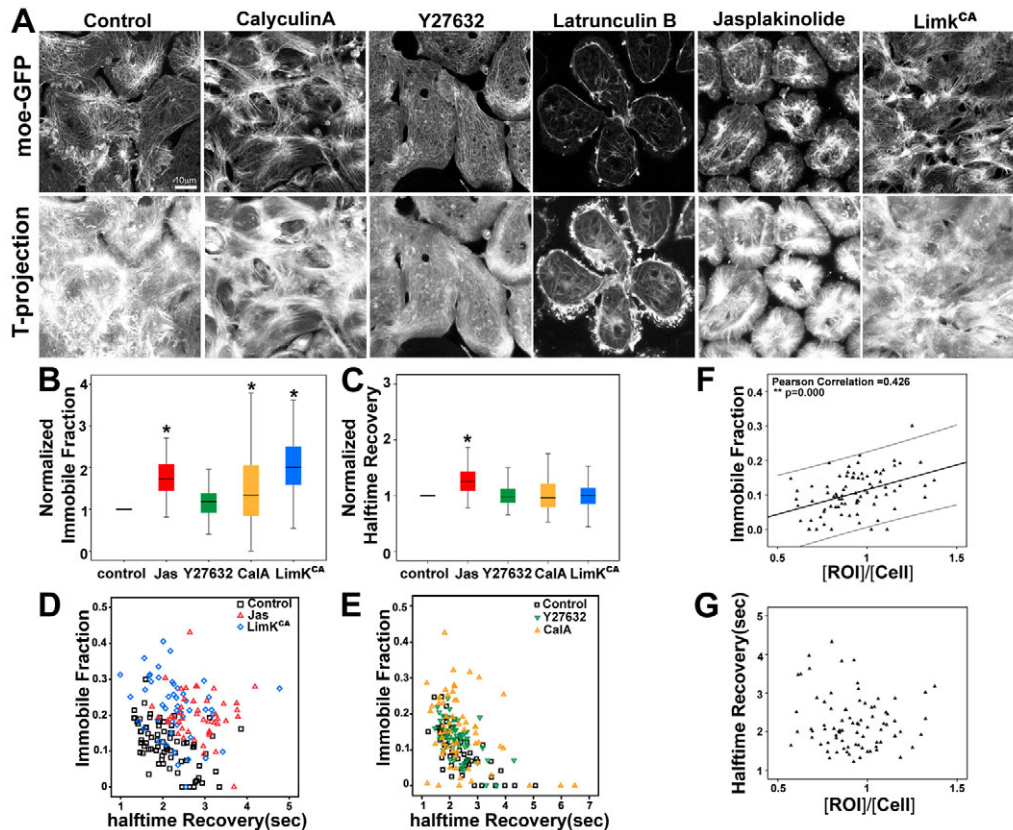 A
Control
CalyculinA
Y27632
Latrunculin B
Jasplakinolide
Limk^CA
moe-GFP
10μm
T-projection
B
Normalized
Immobile Fraction
4
3
2
1
0
*
*
*
control
Jas
Y27632
CalA
LimK^CA
C
Normalized
Halftime Recovery
3
2
1
0
*
control
Jas
Y27632
CalA
LimK^CA
F
Pearson Correlation =0.426
** p=0.000
Immobile Fraction
0.4
0.3
0.2
0.1
0.0
0.5
1
1.5
[ROI]/[Cell]
D
Immobile Fraction
0.5
0.4
0.3
0.2
0.1
0
Control
Jas
LimK^CA
1
2
3
4
5
halftime Recovery(sec)
E
Immobile Fraction
0.5
0.4
0.3
0.2
0.1
0
Control
Y27632
CalA
1
2
3
4
5
6
7
halftime Recovery(sec)
G
Halftime Recovery(sec)
5
4
3
2
1
0.5
1
1.5
[ROI]/[Cell]